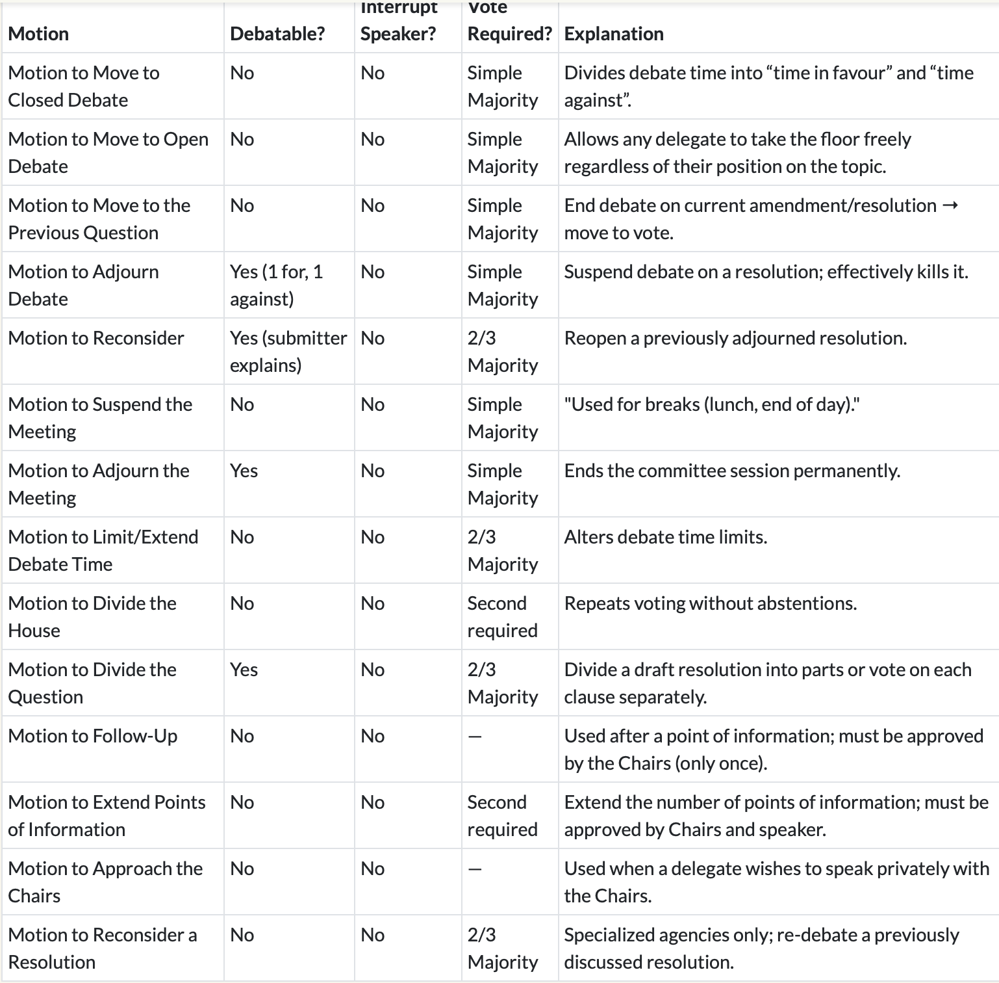 Interrupt Vote
Motion Debatable? Speaker? Required? Explanation
Motion to Move to No No Simple Divides debate time into “time in favour” and “time
Closed Debate Majority against”.
Motion to Move to Open No No Simple Allows any delegate to take the floor freely
Debate Majority regardless of their position on the topic.
Motion to Move to the No No Simple End debate on current amendment/resolution →
Previous Question Majority move to vote.
Motion to Adjourn Yes (1 for, 1 No Simple Suspend debate on a resolution; effectively kills it.
Debate against) Majority
Motion to Reconsider Yes (submitter No 2/3 Reopen a previously adjourned resolution.
explains) Majority
Motion to Suspend the No No Simple "Used for breaks (lunch, end of day)."
Meeting Majority
Motion to Adjourn the Yes No Simple Ends the committee session permanently.
Meeting Majority
Motion to Limit/Extend No No 2/3 Alters debate time limits.
Debate Time Majority
Motion to Divide the No No Second Repeats voting without abstentions.
House required
Motion to Divide the Yes No 2/3 Divide a draft resolution into parts or vote on each
Question Majority clause separately.
Motion to Follow-Up No No — Used after a point of information; must be approved
by the Chairs (only once).
Motion to Extend Points No No Second Extend the number of points of information; must be
of Information required approved by Chairs and speaker.
Motion to Approach the No No — Used when a delegate wishes to speak privately with
Chairs the Chairs.
Motion to Reconsider a No No 2/3 Specialized agencies only; re-debate a previously
Resolution Majority discussed resolution.